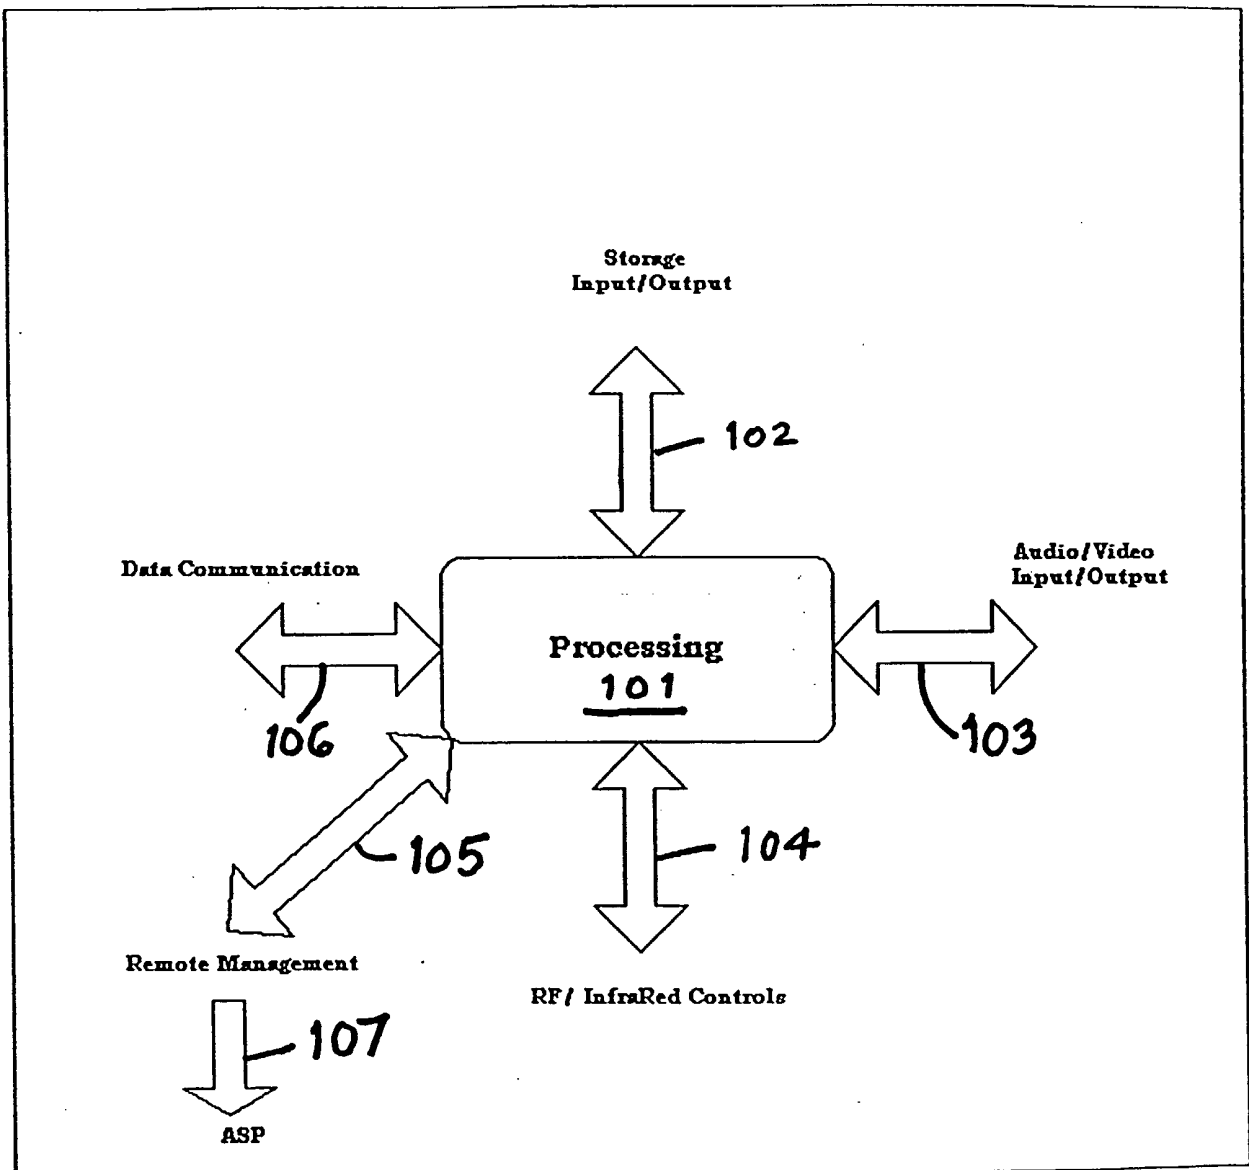 Storage
Input/Output
102
Data Communication
Audio/Video
Input/Output
Processing
101
106
103
105
104
Remote Management
RF/ InfraRed Controls
107
ASP